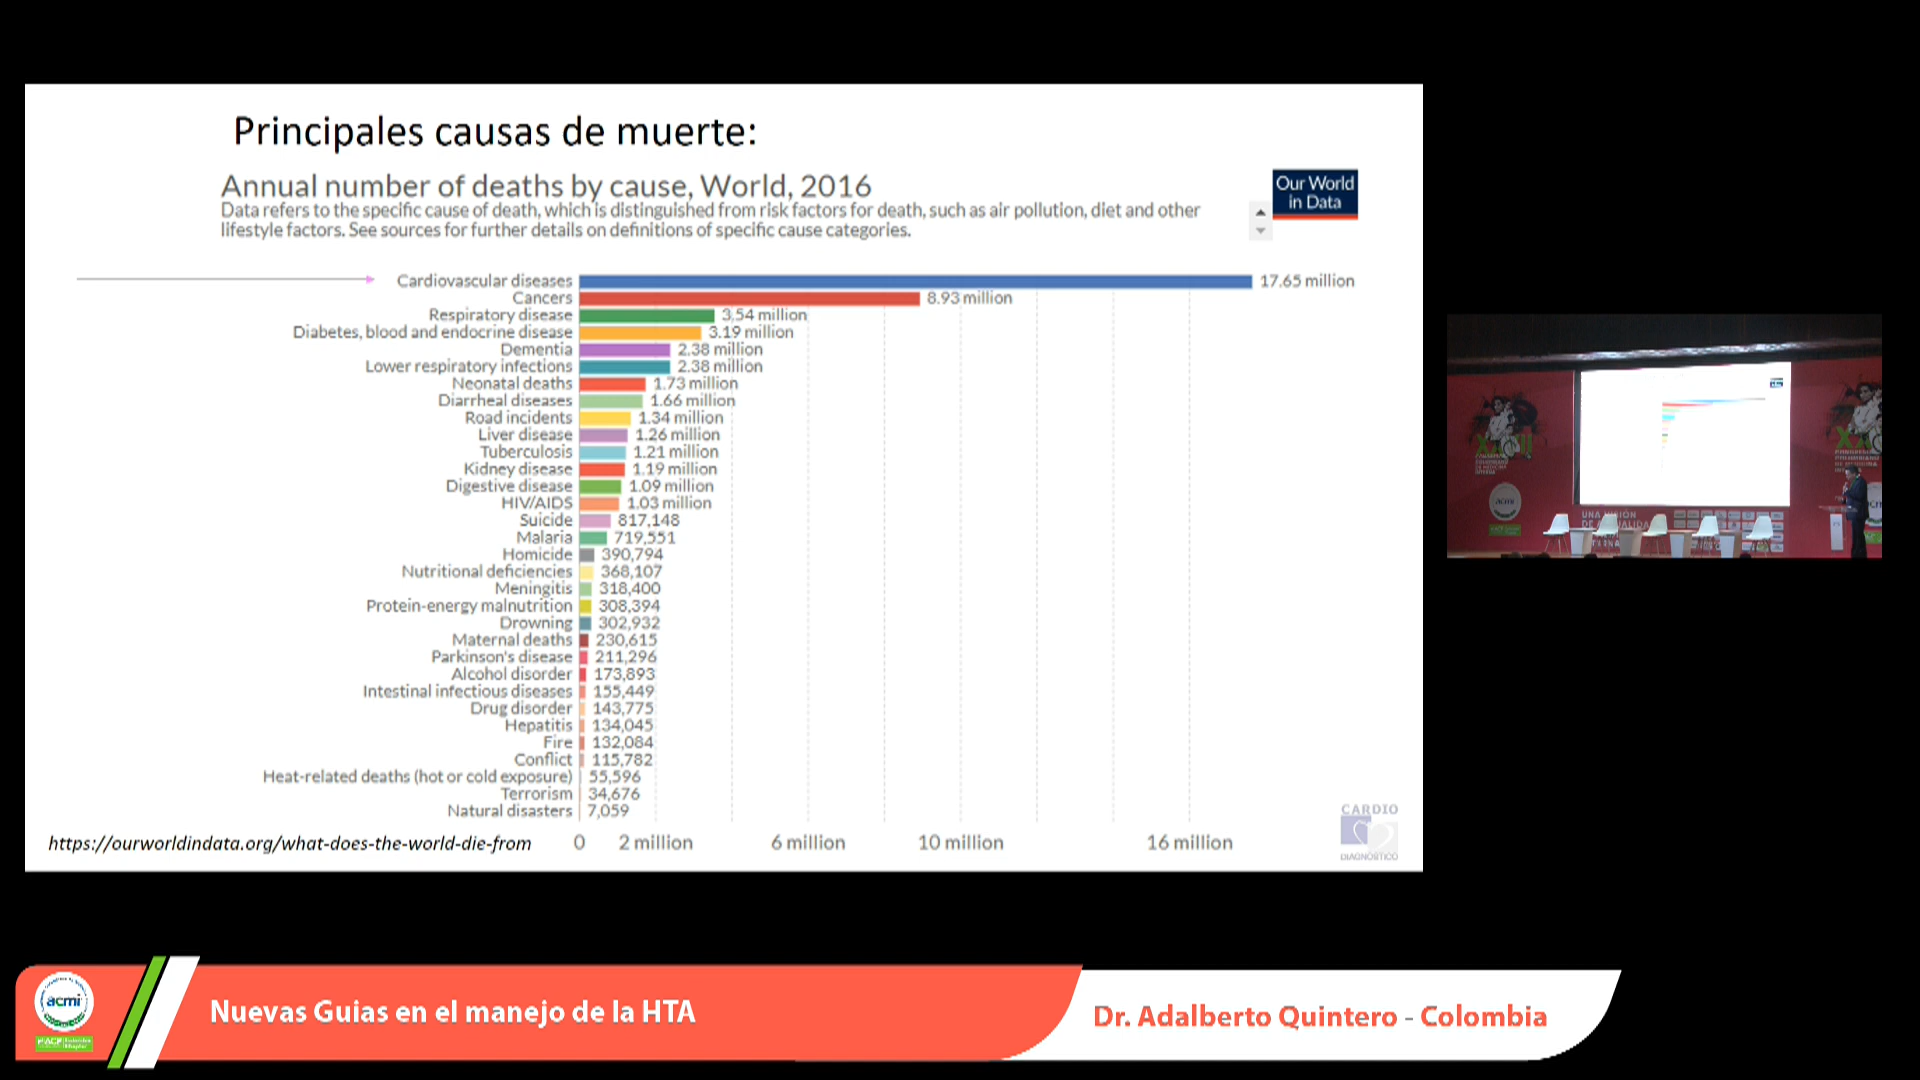 Principales causas de muerte:
Annual number of deaths by cause, World, 2016
Data refers to the specific cause of death, which is distinguished from risk factors for death, such as air pollution, diet and other
lifestyle factors. See sources for further details on definitions of specific cause categories.
Our World
in Data
Cardiovascular diseases 17.65 million
Cancers 8.93 million
Respiratory disease 3.54 million
Diabetes, blood and endocrine disease 3.19 million
Dementia 2.38 million
Lower respiratory infections 2.38 million
Neonatal deaths 1.73 million
Diarrheal diseases 1.66 million
Road incidents 1.34 million
Liver disease 1.26 million
Tuberculosis 1.21 million
Kidney disease 1.19 million
Digestive disease 1.09 million
HIV/AIDS 1.03 million
Suicide 817,148
Malaria 719,551
Homicide 390,794
Nutritional deficiencies 368,107
Meningitis 318,400
Protein-energy malnutrition 308,394
Drowning 302,932
Maternal deaths 230,615
Parkinson's disease 211,296
Alcohol disorder 173,893
Intestinal infectious diseases 155,449
Drug disorder 143,775
Hepatitis 134,045
Fire 132,084
Conflict 115,782
Heat-related deaths (hot or cold exposure) 55,596
Terrorism 34,676
Natural disasters 7,059
0 2 million 6 million 10 million 16 million
https://ourworldindata.org/what-does-the-world-die-from
CARDIO
DIAGNÓSTICO
acmi
Nuevas Guias en el manejo de la HTA
Dr. Adalberto Quintero - Colombia